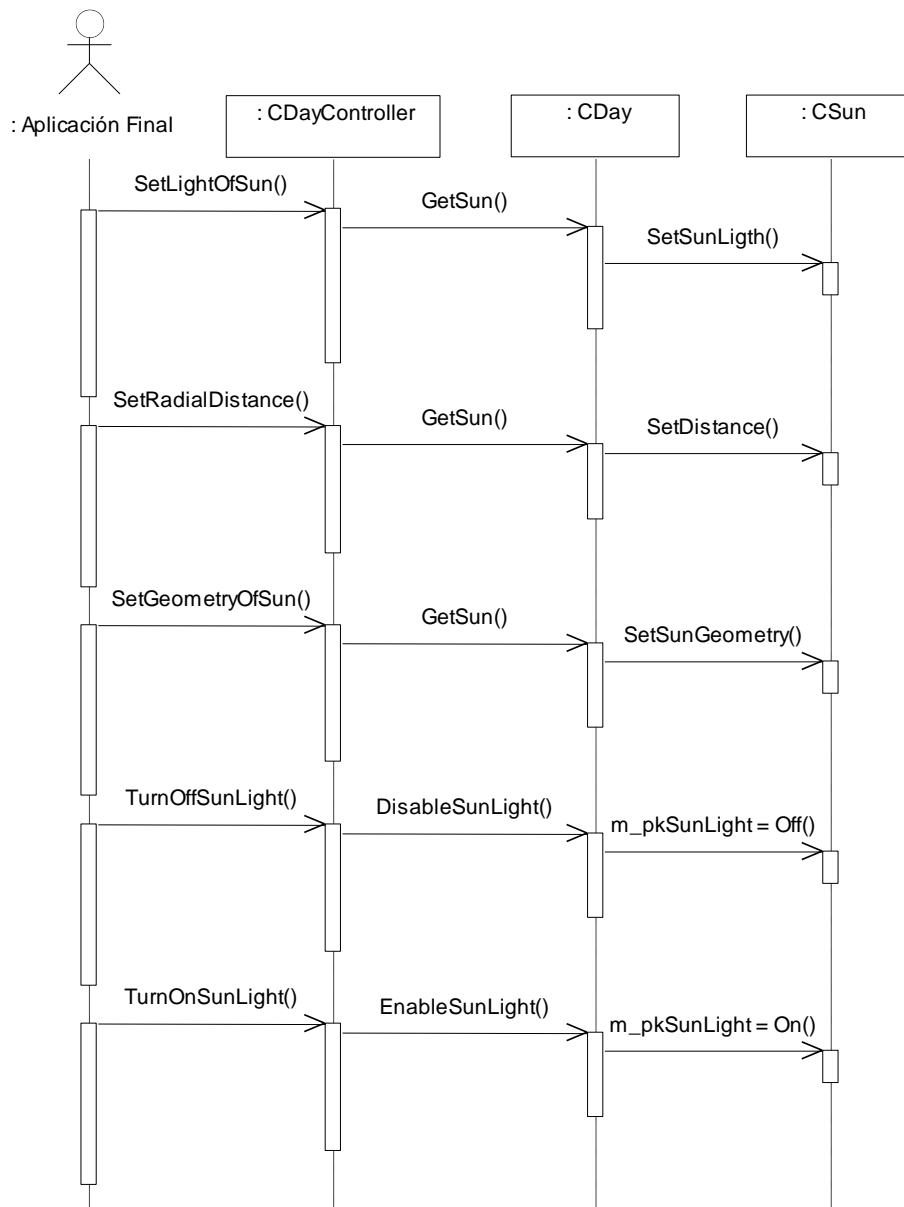 : Aplicación Final
: CDayController
: CDay
: CSun
SetLightOfSun()
GetSun()
SetSunLigth()
SetRadialDistance()
GetSun()
SetDistance()
SetGeometryOfSun()
GetSun()
SetSunGeometry()
TurnOffSunLight()
DisableSunLight()
m_pkSunLight = Off()
TurnOnSunLight()
EnableSunLight()
m_pkSunLight = On()